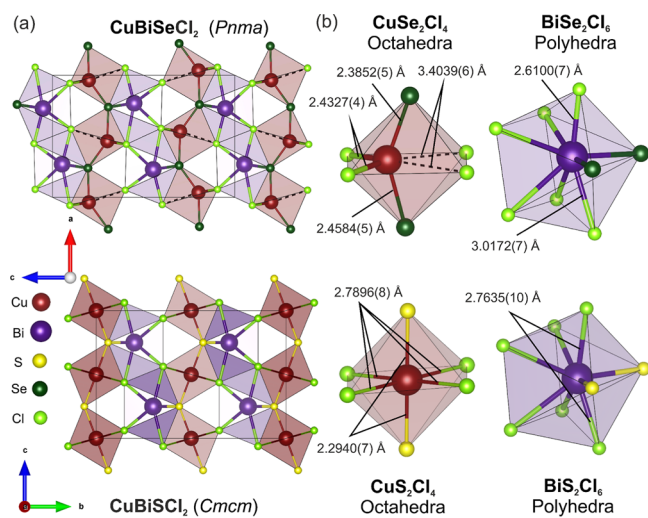 (a)
CuBiSeCl₂ (Pnma)
a
c
Cu
Bi
S
Se
Cl
c
b
CuBiSCl₂ (Cmcm)
(b)
CuSe₂Cl₄
Octahedra
BiSe₂Cl₆
Polyhedra
2.3852(5) Å
3.4039(6) Å
2.6100(7) Å
2.4327(4) Å
2.4584(5) Å
3.0172(7) Å
2.7896(8) Å
2.7635(10) Å
2.2940(7) Å
CuS₂Cl₄
Octahedra
BiS₂Cl₆
Polyhedra